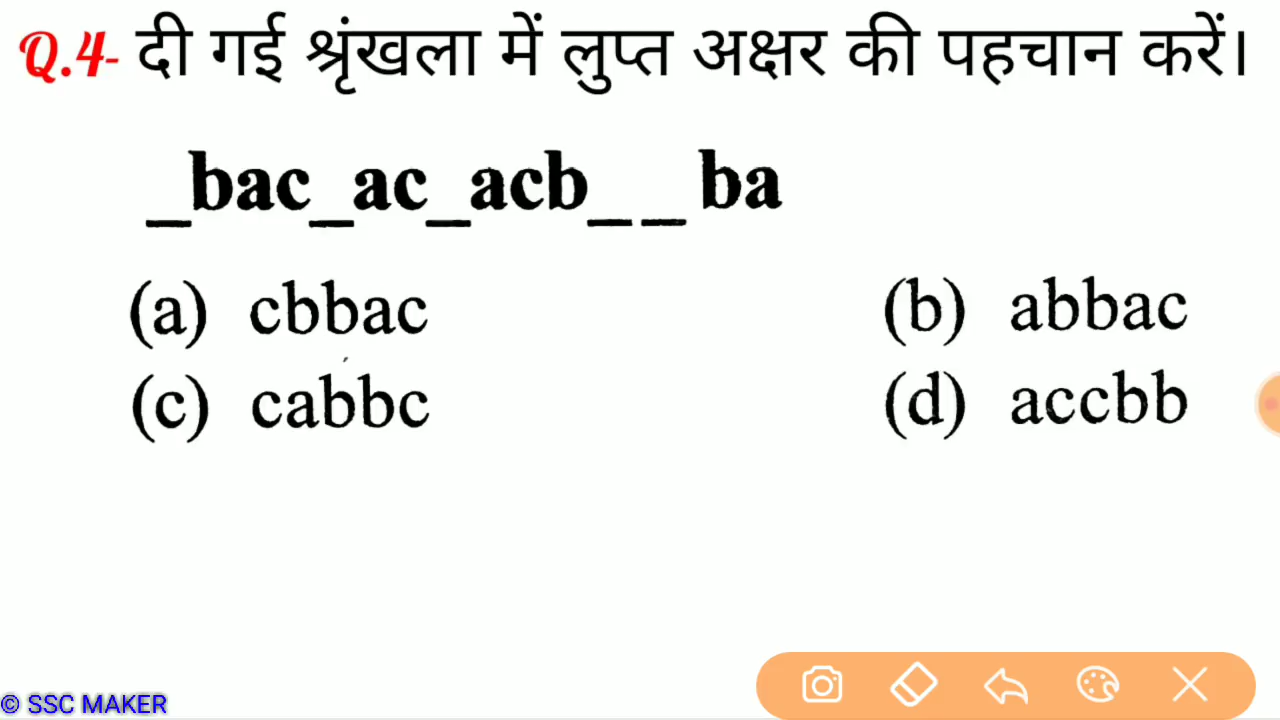 Q.4- दी गई श्रृंखला में लुप्त अक्षर की पहचान करें।
_bac_ac_acb_ _ba
(a) cbbac (b) abbac
(c) cabbc (d) accbb
© SSC MAKER